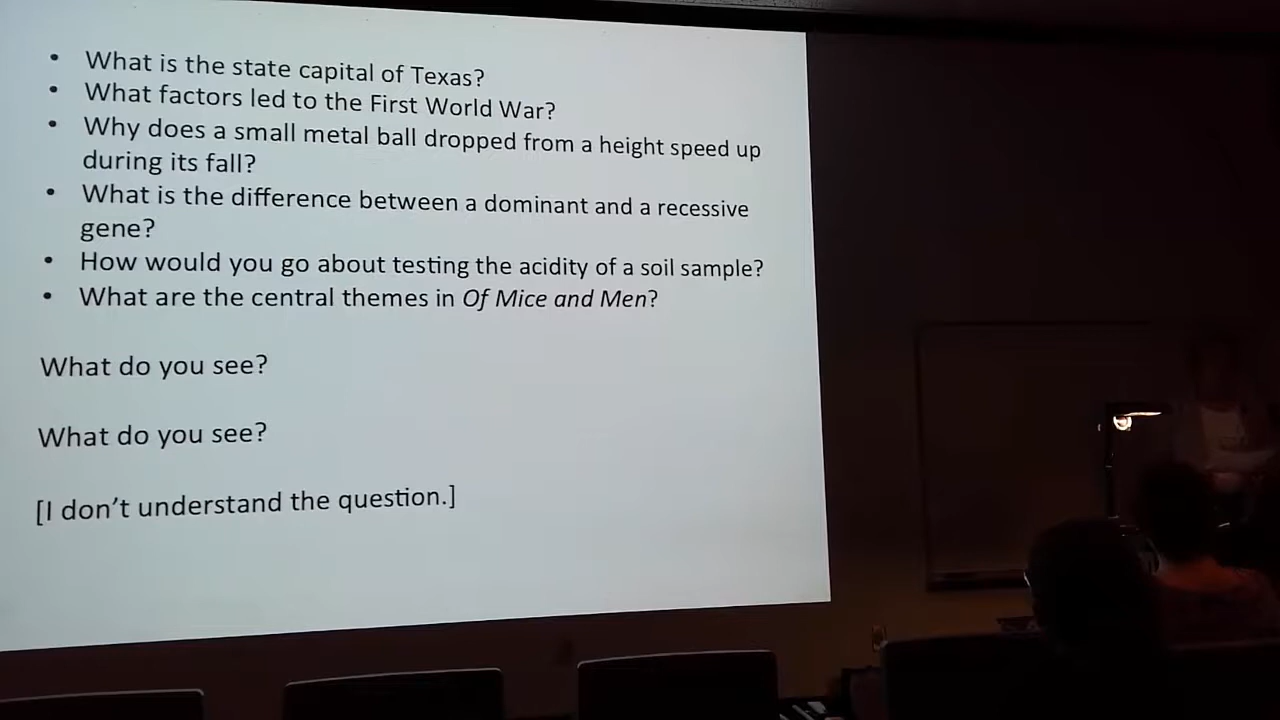 • What is the state capital of Texas?
• What factors led to the First World War?
• Why does a small metal ball dropped from a height speed up
during its fall?
• What is the difference between a dominant and a recessive
gene?
• How would you go about testing the acidity of a soil sample?
• What are the central themes in Of Mice and Men?
What do you see?
What do you see?
[I don’t understand the question.]